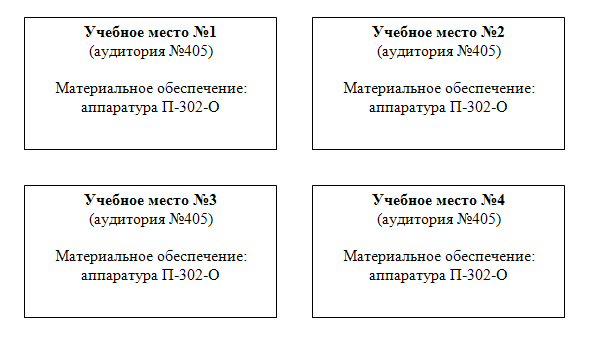 Учебное место №1
(аудитория №405)
Материальное обеспечение:
аппаратура П-302-О
Учебное место №2
(аудитория №405)
Материальное обеспечение:
аппаратура П-302-О
Учебное место №3
(аудитория №405)
Материальное обеспечение:
аппаратура П-302-О
Учебное место №4
(аудитория №405)
Материальное обеспечение:
аппаратура П-302-О